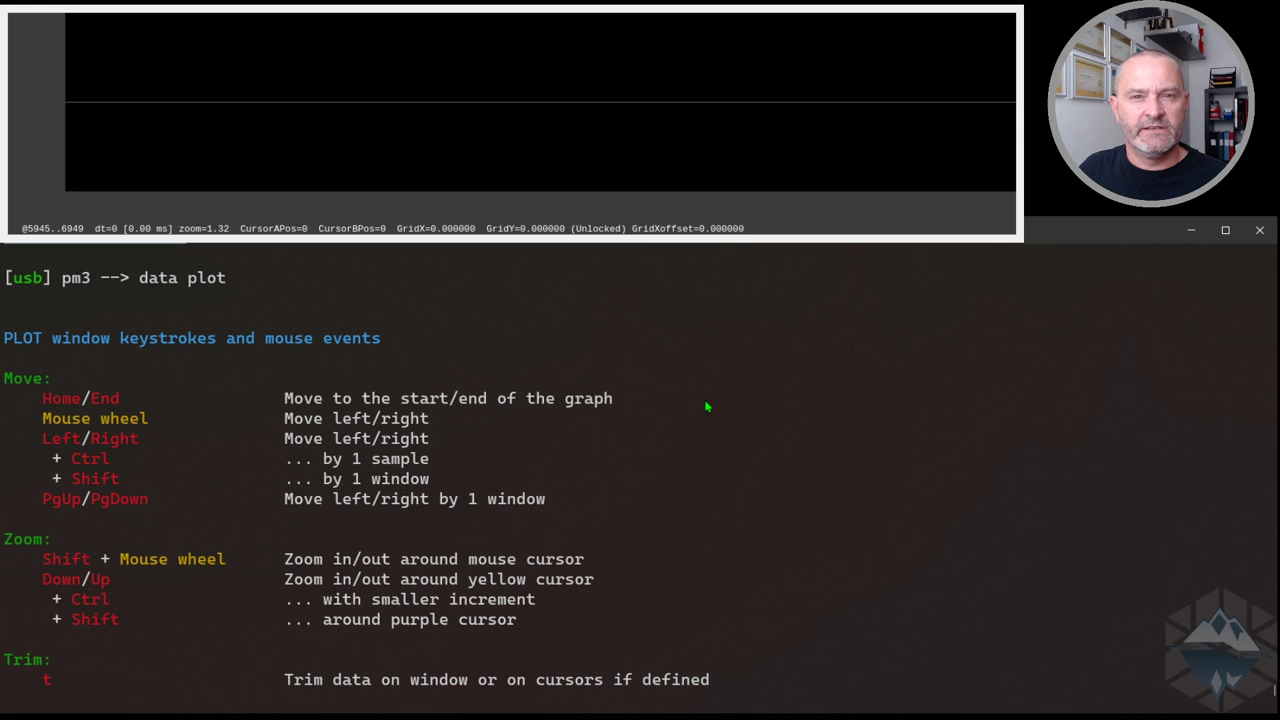 @5945..6949 dt=0 [0.00 ms] zoom=1.32 CursorAPos=0 CursorBPos=0 GridX=0.000000 GridY=0.000000 (Unlocked) GridXoffset=0.000000
[usb] pm3 --> data plot
PLOT window keystrokes and mouse events
Move:
Home/End Move to the start/end of the graph
Mouse wheel Move left/right
Left/Right Move left/right
+ Ctrl ... by 1 sample
+ Shift ... by 1 window
PgUp/PgDown Move left/right by 1 window
Zoom:
Shift + Mouse wheel Zoom in/out around mouse cursor
Down/Up Zoom in/out around yellow cursor
+ Ctrl ... with smaller increment
+ Shift ... around purple cursor
Trim:
t Trim data on window or on cursors if defined